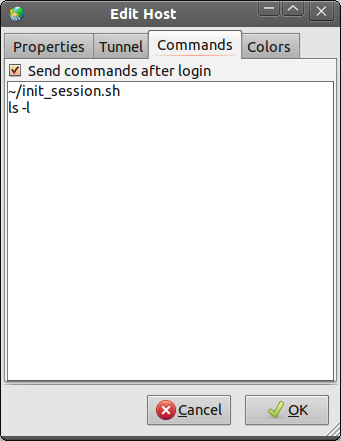 Edit Host
Properties Tunnel Commands Colors
Send commands after login
~/init_session.sh
ls -l
Cancel OK